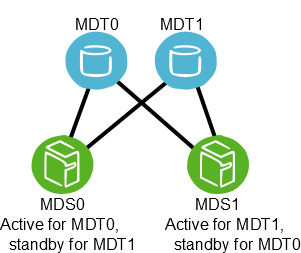 MDT0 MDT1
MDS0 MDS1
Active for MDT0, Active for MDT1,
standby for MDT1 standby for MDT0